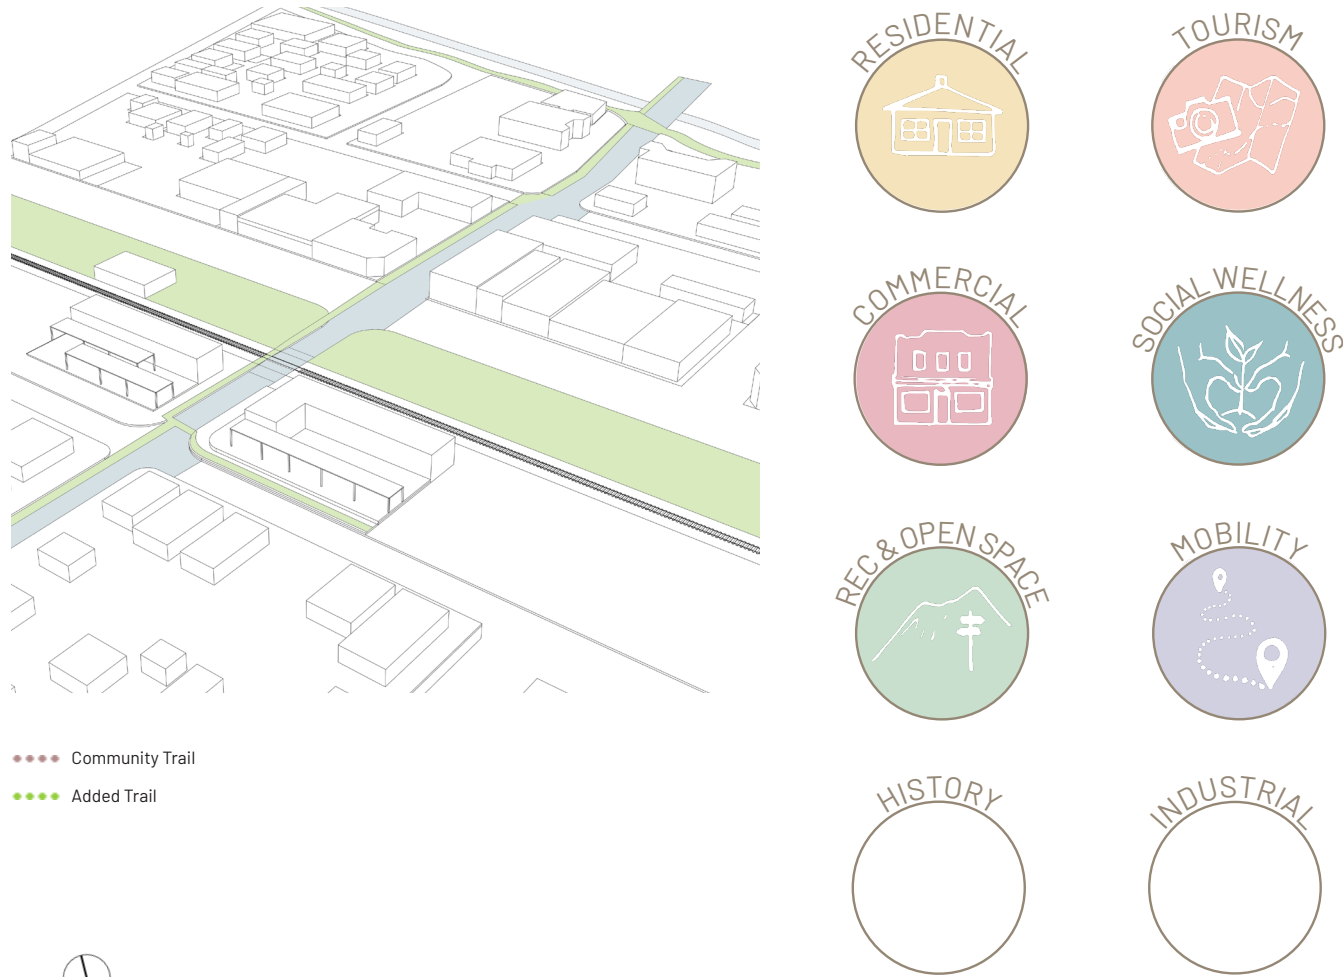 RESIDENTIAL
TOURISM
COMMERCIAL
SOCIAL WELLNESS
REC & OPEN SPACE
MOBILITY
Community Trail
Added Trail
HISTORY
INDUSTRIAL